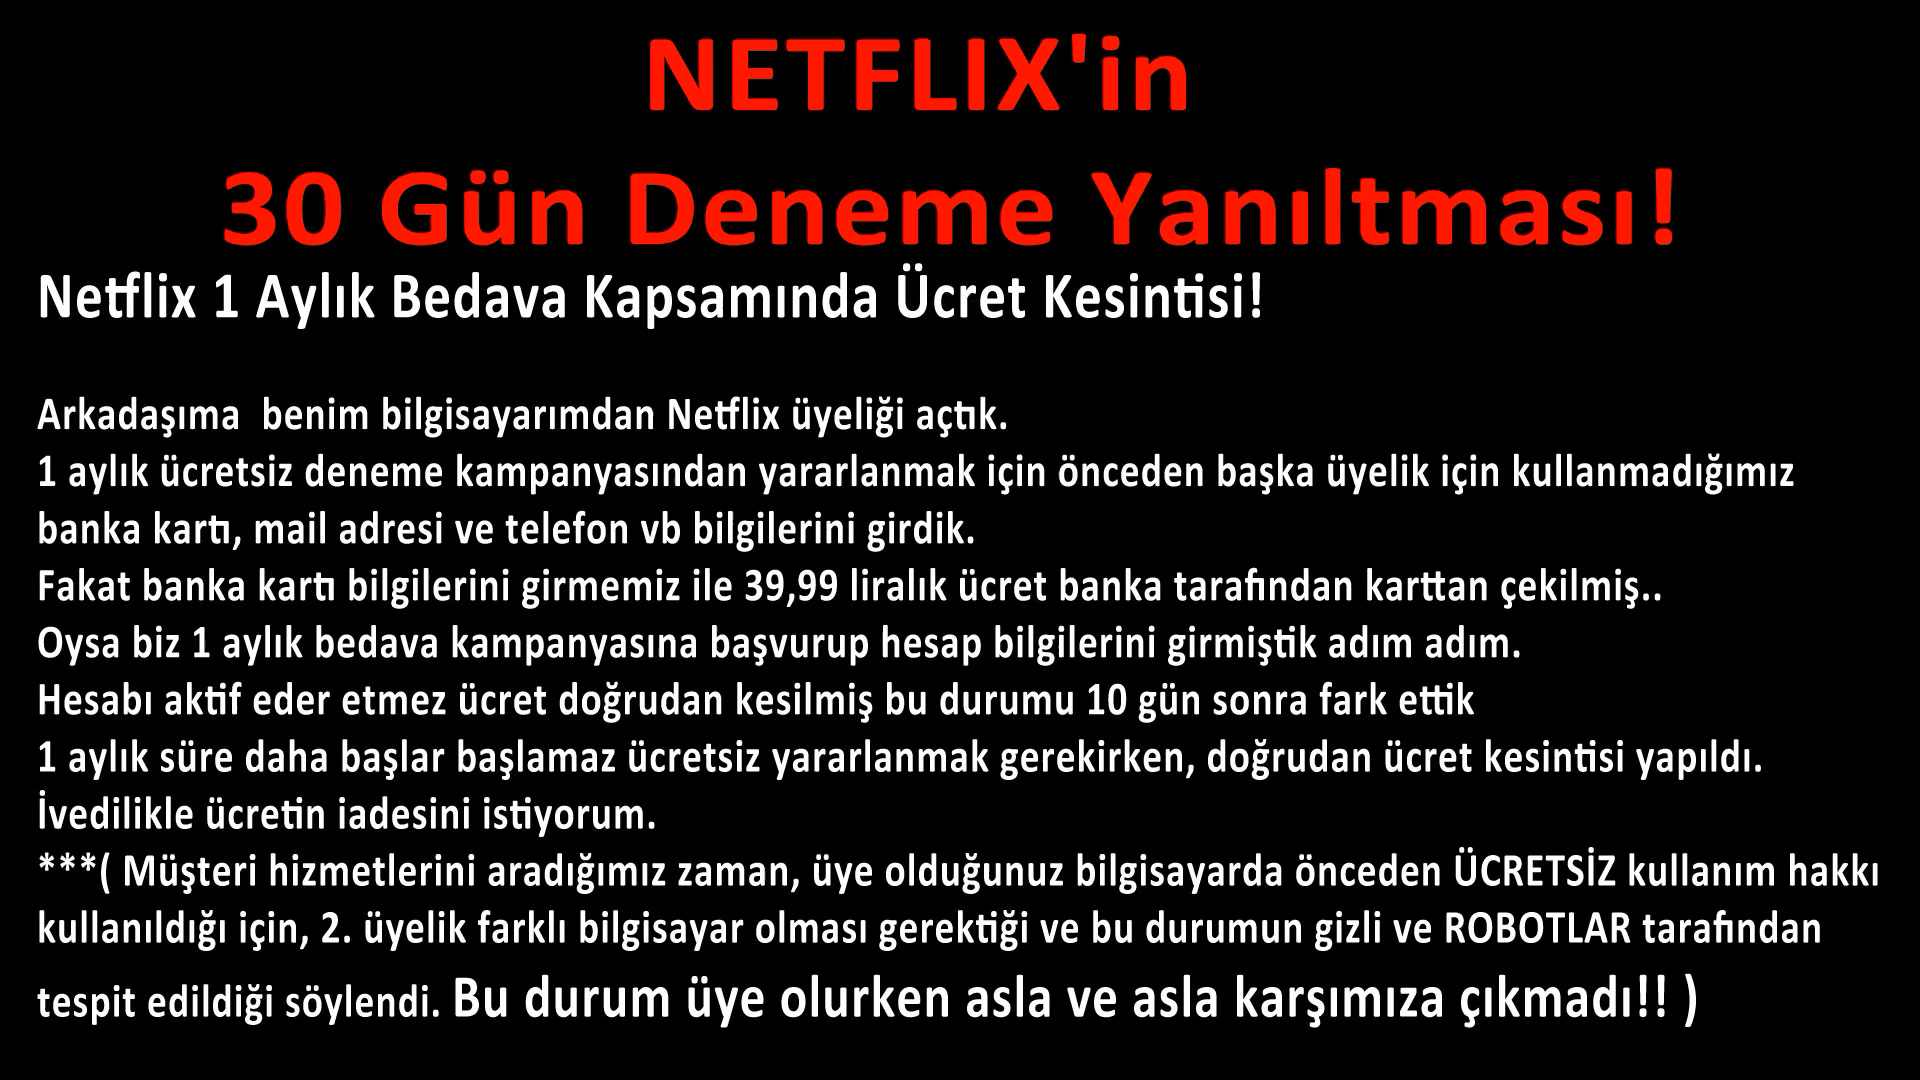 NETFLIX'in
30 Gün Deneme Yanıltması!
Netflix 1 Aylık Bedava Kapsamında Ücret Kesintisi!
Arkadaşıma  benim bilgisayarımdan Netflix üyeliği açtık.
1 aylık ücretsiz deneme kampanyasından yararlanmak için önceden başka üyelik için kullanmadığımız
banka kartı, mail adresi ve telefon vb bilgilerini girdik.
Fakat banka kartı bilgilerini girmemiz ile 39,99 liralık ücret banka tarafından karttan çekilmiş..
Oysa biz 1 aylık bedava kampanyasına başvurup hesap bilgilerini girmiştik adım adım.
Hesabı aktif eder etmez ücret doğrudan kesilmiş bu durumu 10 gün sonra fark ettik
1 aylık süre daha başlar başlamaz ücretsiz yararlanmak gerekirken, doğrudan ücret kesintisi yapıldı.
İvedilikle ücretin iadesini istiyorum.
***( Müşteri hizmetlerini aradığımız zaman, üye olduğunuz bilgisayarda önceden ÜCRETSİZ kullanım hakkı
kullanıldığı için, 2. üyelik farklı bilgisayar olması gerektiği ve bu durumun gizli ve ROBOTLAR tarafından
tespit edildiği söylendi. Bu durum üye olurken asla ve asla karşımıza çıkmadı!! )